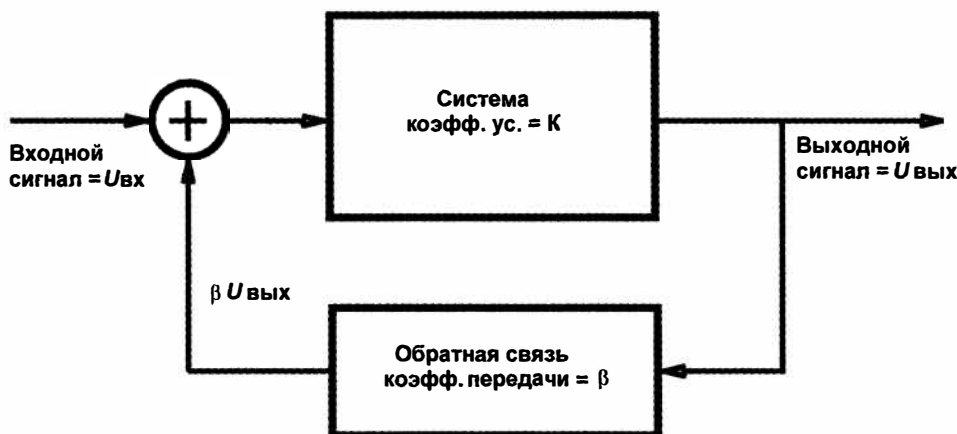 Система
коэфф. ус. = К
+
Входной
сигнал = Uвх
Выходной
сигнал = U вых
β U вых
Обратная связь
коэфф. передачи = β